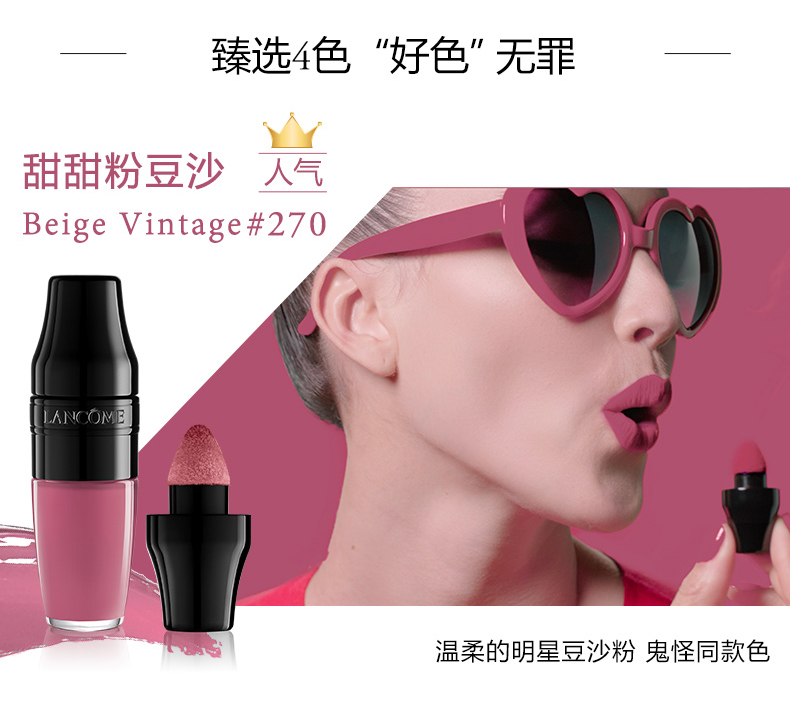 臻选4色 “好色” 无罪
甜甜粉豆沙
人气
Beige Vintage#270
LANCÔME
温柔的明星豆沙粉 鬼怪同款色